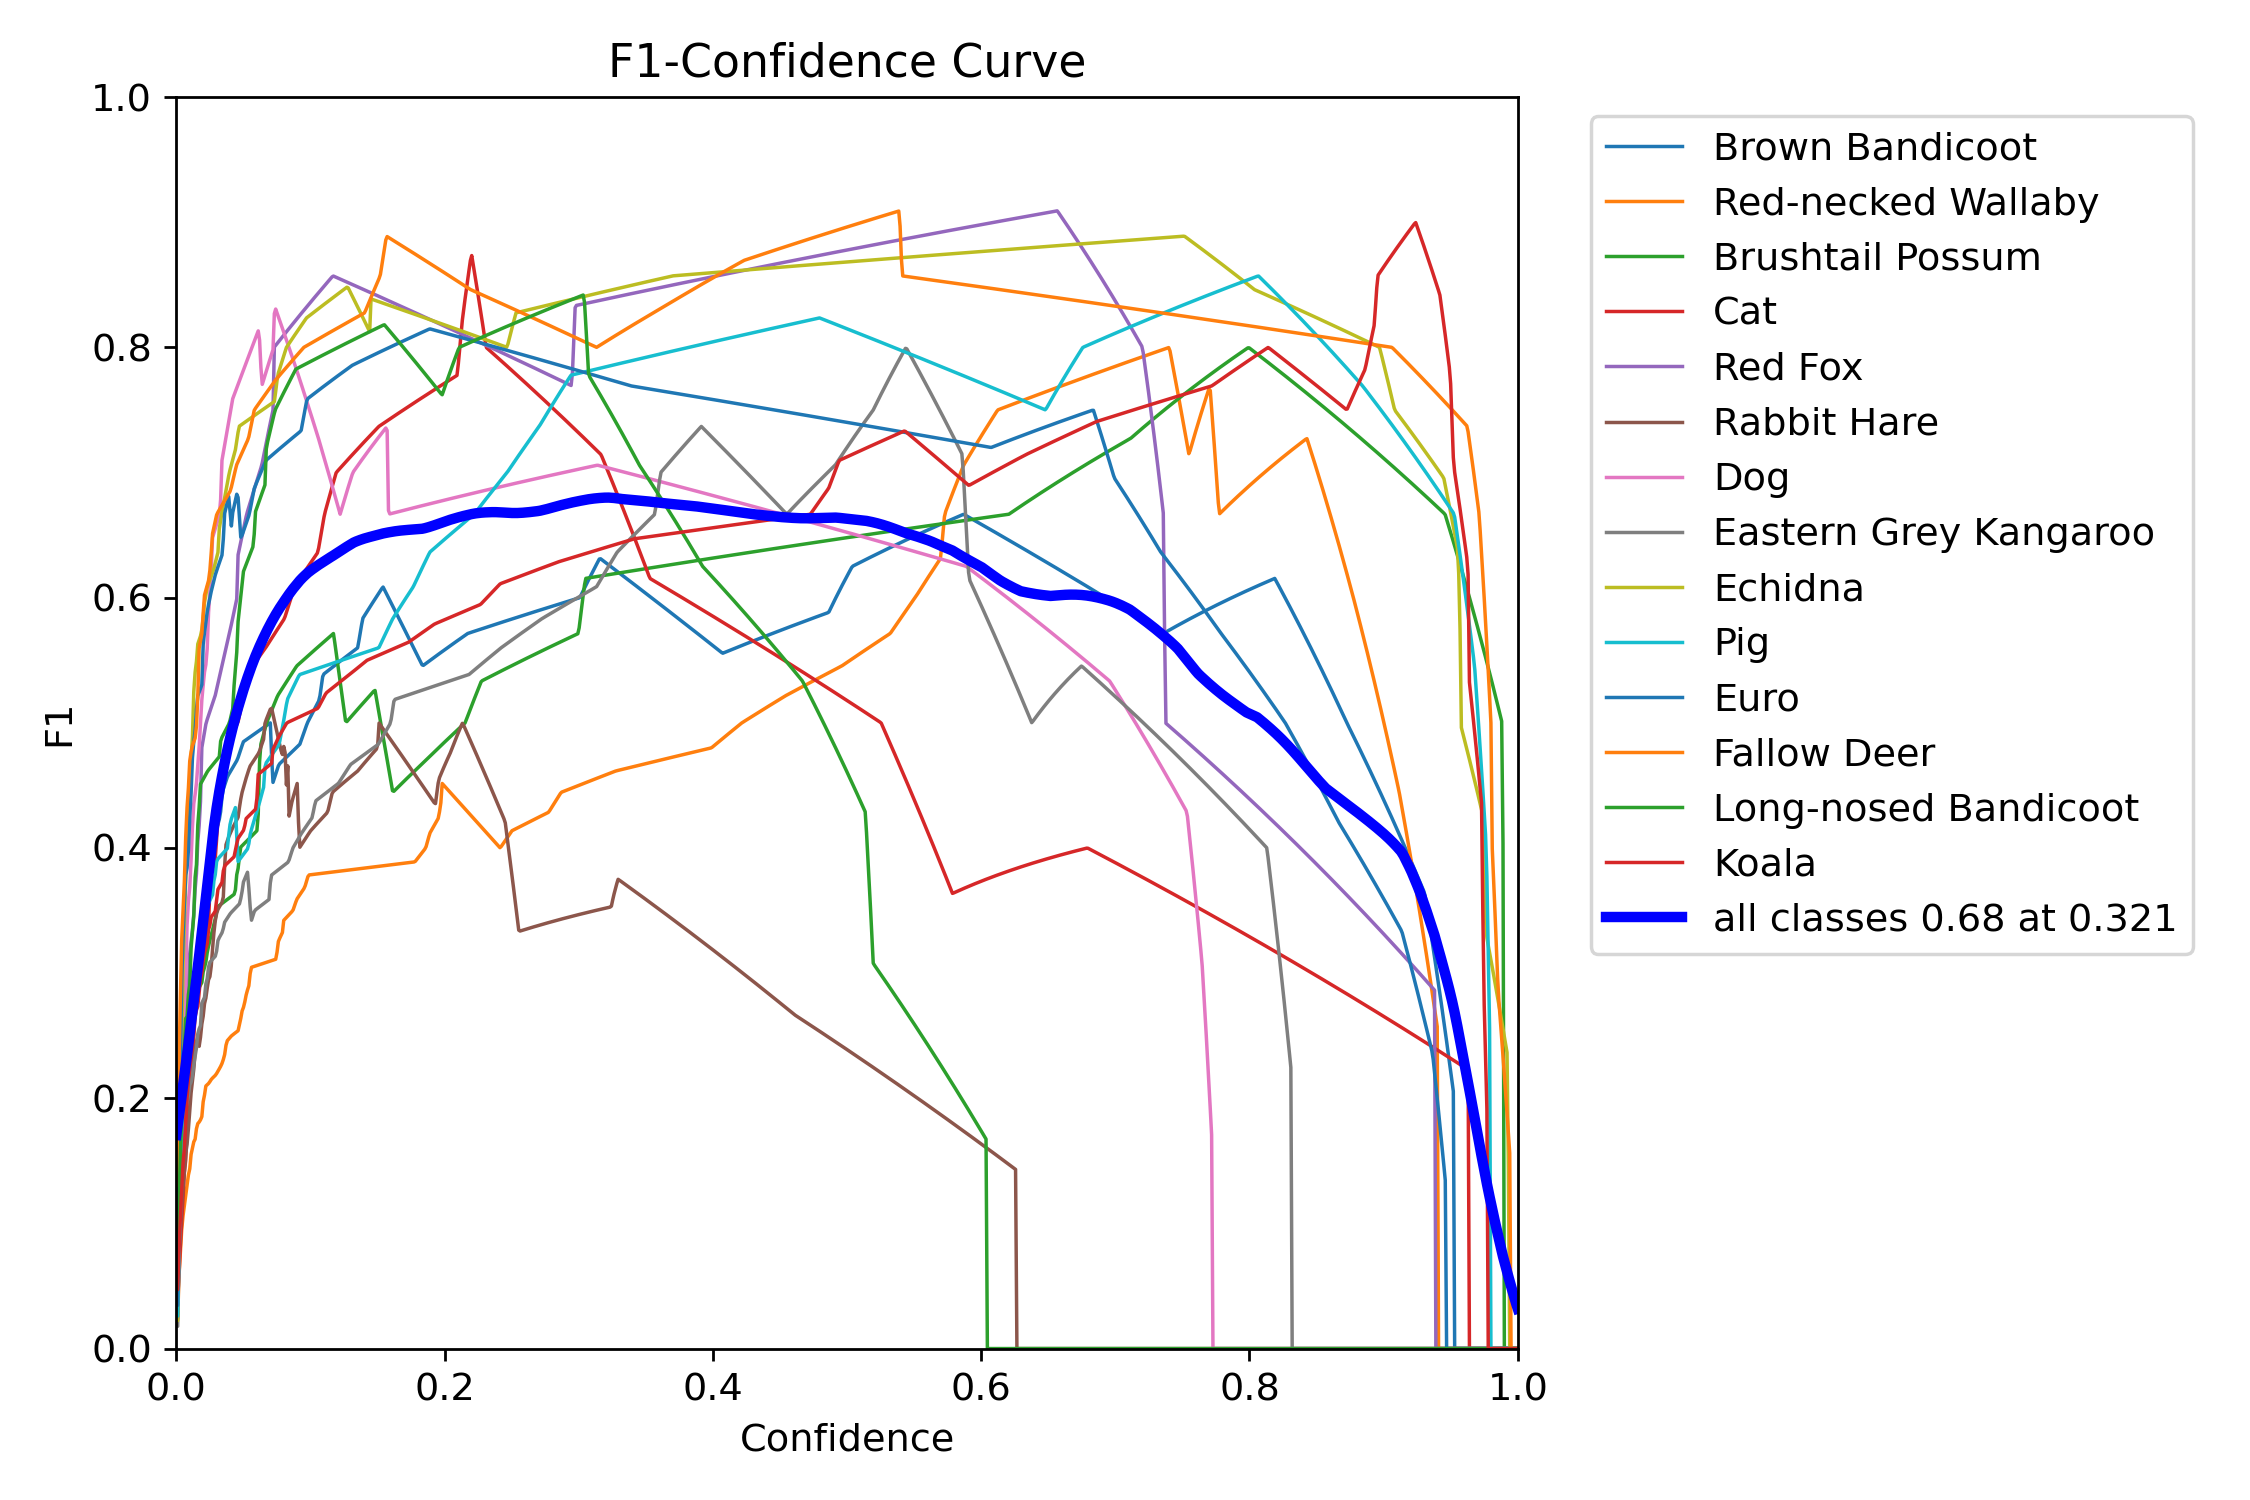 F1-Confidence Curve
1.0
0.8
0.6
0.4
0.2
0.0
F1
0.0 0.2 0.4 0.6 0.8 1.0
Confidence
Brown Bandicoot
Red-necked Wallaby
Brushtail Possum
Cat
Red Fox
Rabbit Hare
Dog
Eastern Grey Kangaroo
Echidna
Pig
Euro
Fallow Deer
Long-nosed Bandicoot
Koala
all classes 0.68 at 0.321